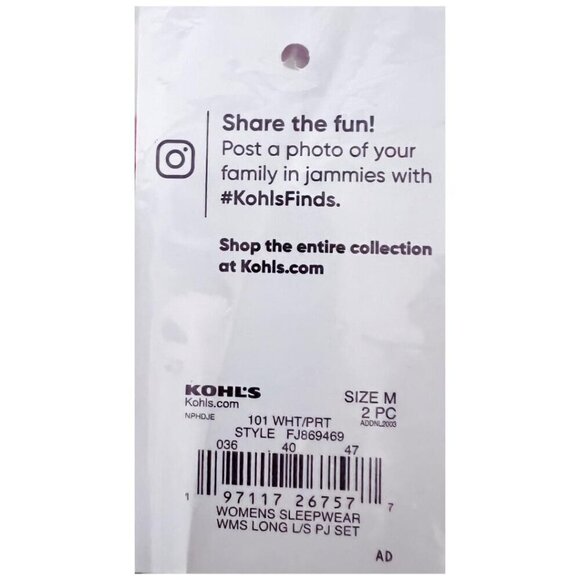 Share the fun!
Post a photo of your
family in jammies with
#KohlsFinds.
Shop the entire collection
at Kohls.com
KOHL'S
Kohls.com
NPHDJE
SIZE M
2 PC
ADDNL2003
101 WHT/PRT
STYLE FJ869469
036 40 47
1 97117 26757 7
WOMENS SLEEPWEAR
WMS LONG L/S PJ SET
AD